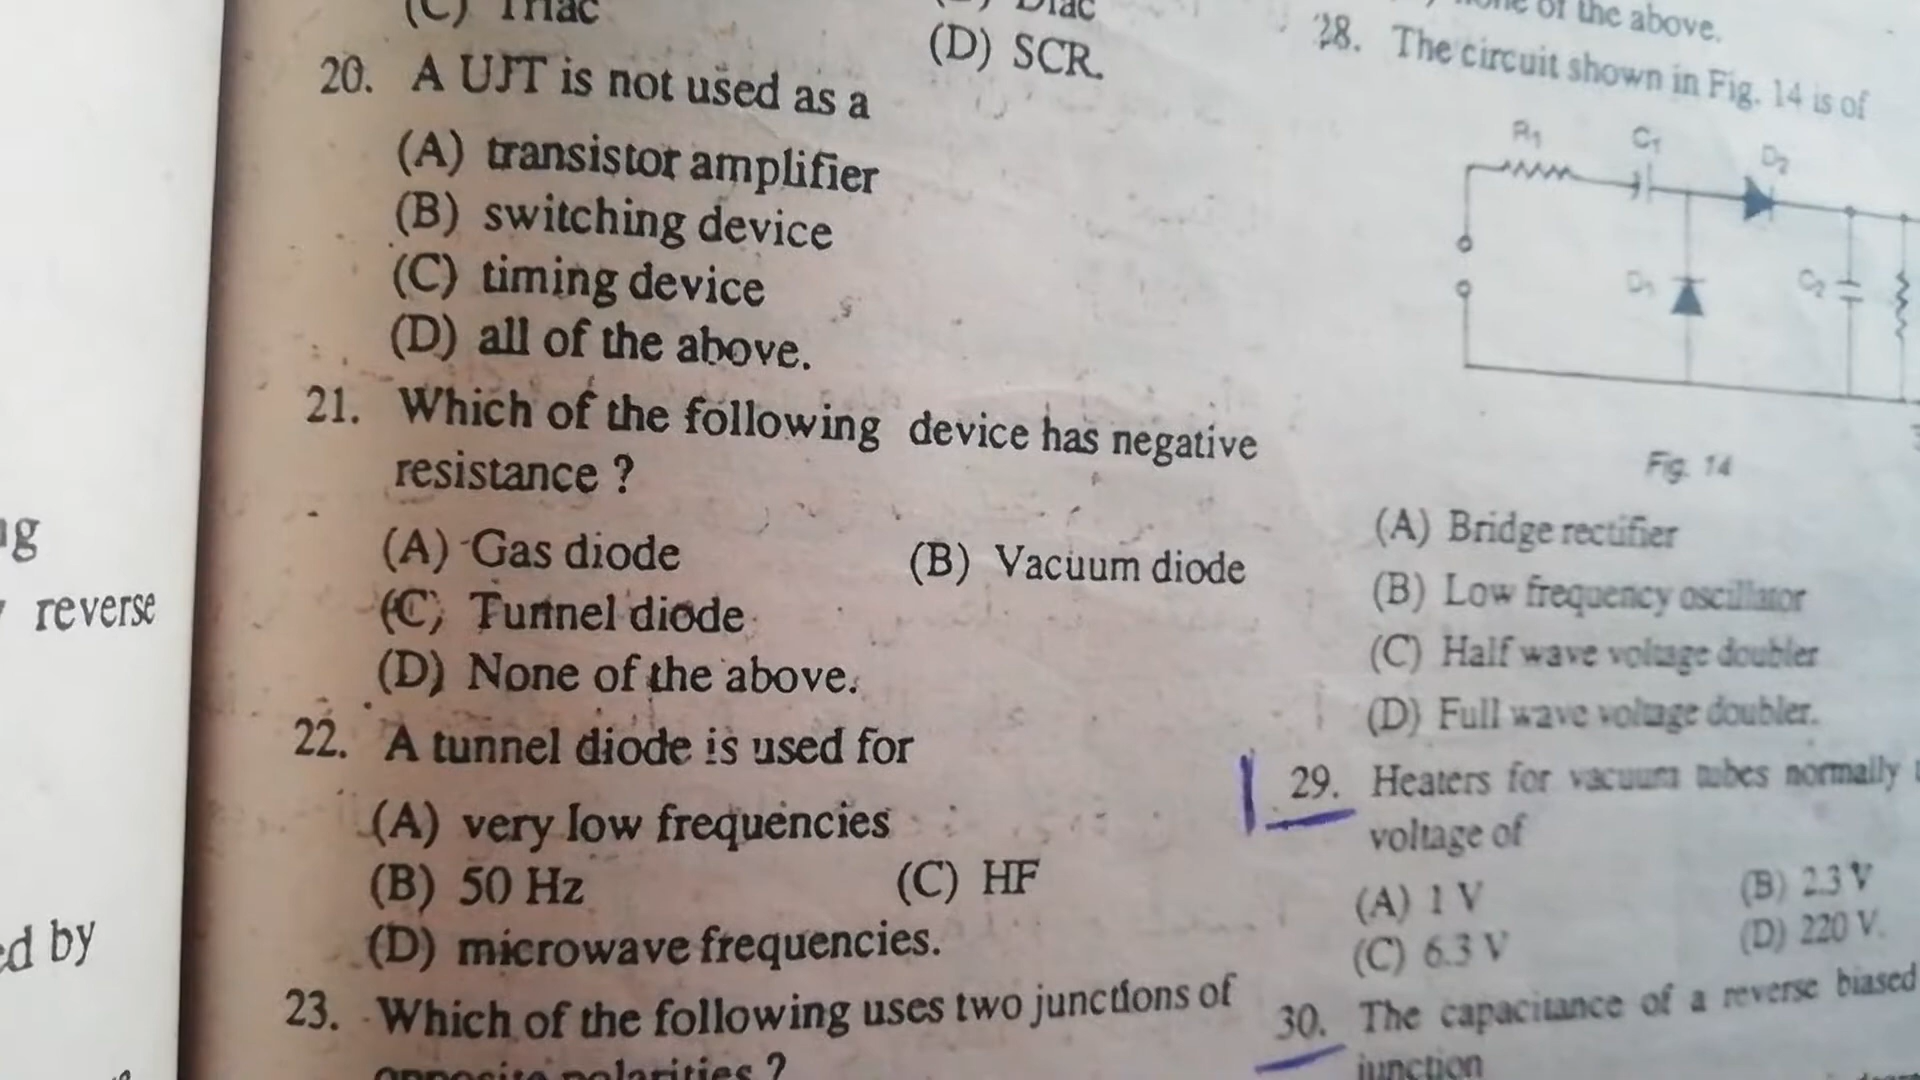 (C) Triac
Diac
(D) SCR.
20. A UJT is not used as a
(A) transistor amplifier
(B) switching device
(C) timing device
(D) all of the above.
21. Which of the following device has negative
resistance ?
(A) Gas diode (B) Vacuum diode
(C) Tunnel diode
(D) None of the above.
22. A tunnel diode is used for
(A) very low frequencies
(B) 50 Hz (C) HF
(D) microwave frequencies.
23. Which of the following uses two junctions of
opposite polarities ?
of the above.
28. The circuit shown in Fig. 14 is of
R1 C1 D2
D1 C2
Fig. 14
(A) Bridge rectifier
(B) Low frequency oscillator
(C) Half wave voltage doubler
(D) Full wave voltage doubler.
29. Heaters for vacuum tubes normally
voltage of
(A) 1 V (B) 2.3 V
(C) 6.3 V (D) 220 V.
30. The capacitance of a reverse biased
junction
reverse
by